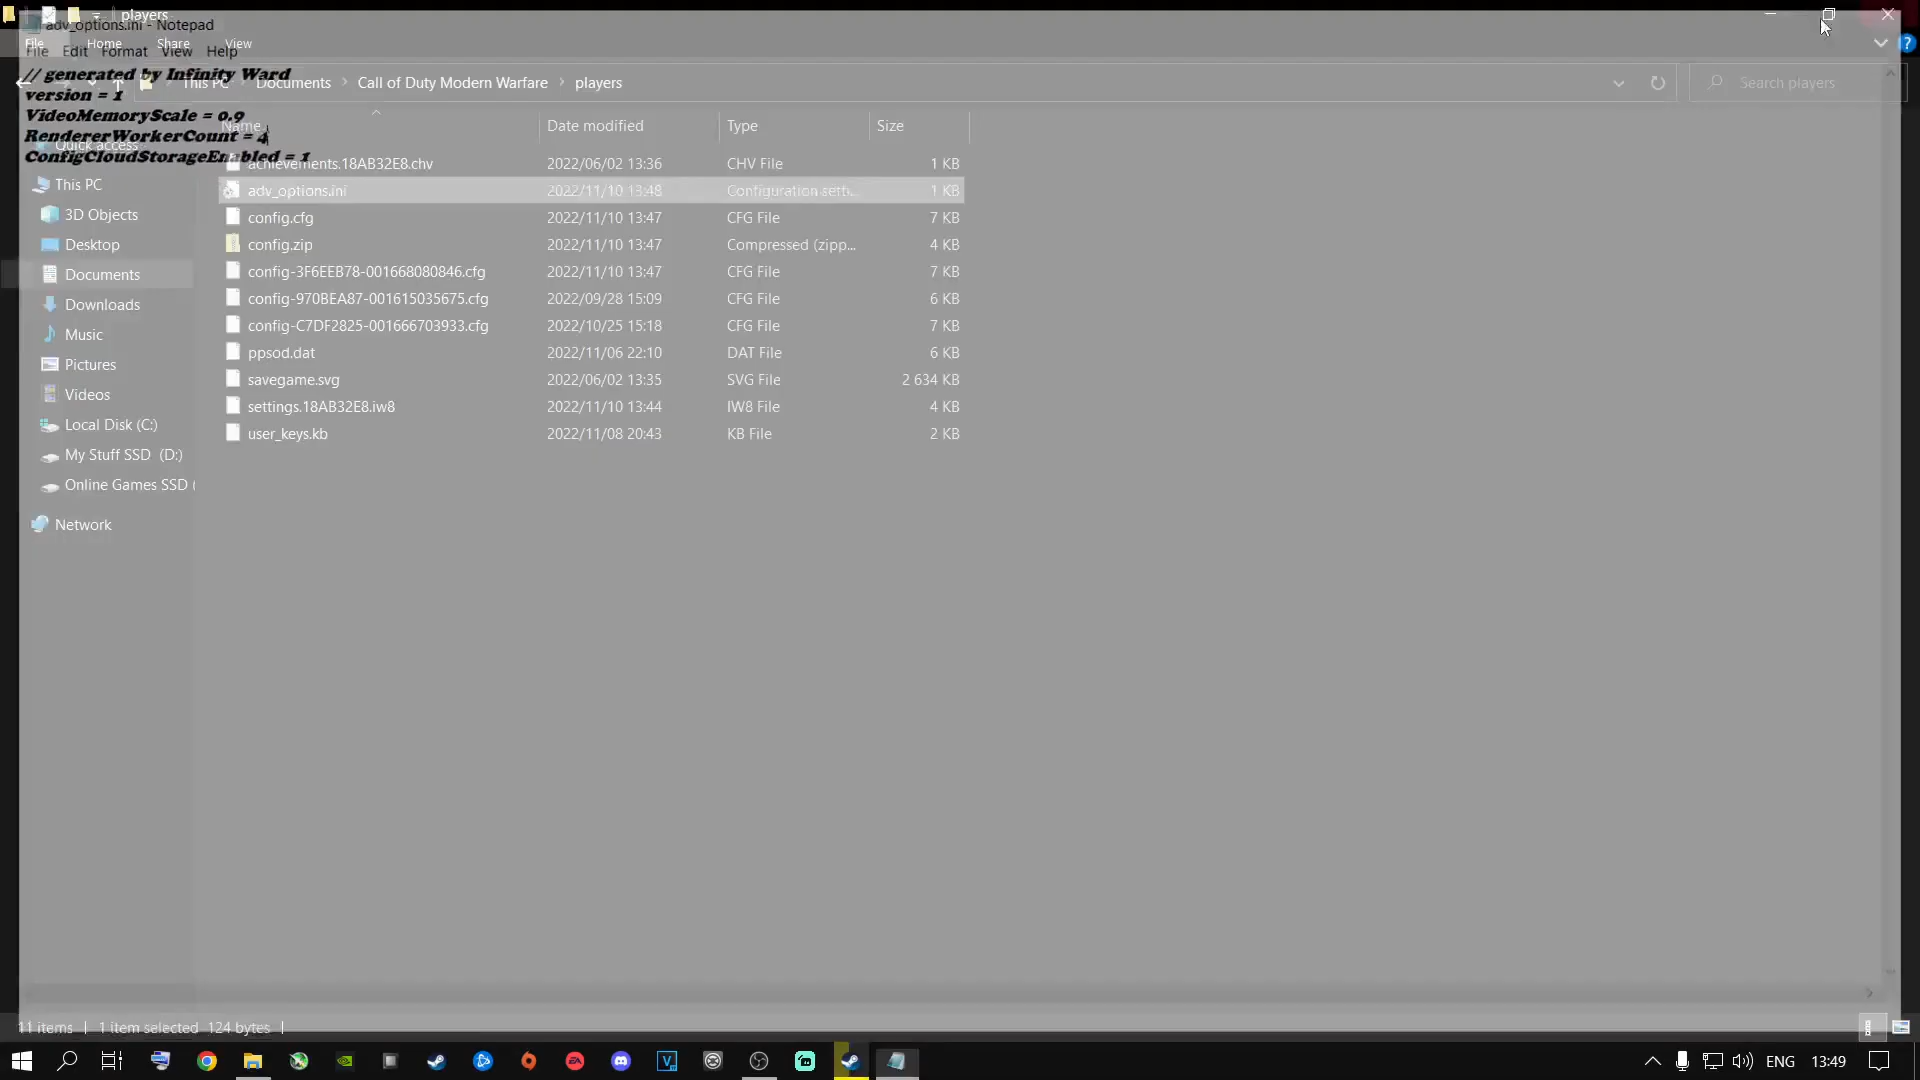 players
adv_options.ini - Notepad
File Home Share View
File Edit Format View Help
// generated by Infinity Ward
version = 1
VideoMemoryScale = 0.9
RendererWorkerCount = 4
ConfigCloudStorageEnabled = 1
This PC Documents Call of Duty Modern Warfare players
Search players
Name Date modified Type Size
Quick access
This PC
3D Objects
Desktop
Documents
Downloads
Music
Pictures
Videos
Local Disk (C:)
My Stuff SSD (D:)
Online Games SSD (
Network
achievements.18AB32E8.chv 2022/06/02 13:36 CHV File 1 KB
adv_options.ini 2022/11/10 13:48 Configuration setti... 1 KB
config.cfg 2022/11/10 13:47 CFG File 7 KB
config.zip 2022/11/10 13:47 Compressed (zipp... 4 KB
config-3F6EEB78-001668080846.cfg 2022/11/10 13:47 CFG File 7 KB
config-970BEA87-001615035675.cfg 2022/09/28 15:09 CFG File 6 KB
config-C7DF2825-001666703933.cfg 2022/10/25 15:18 CFG File 7 KB
ppsod.dat 2022/11/06 22:10 DAT File 6 KB
savegame.svg 2022/06/02 13:35 SVG File 2 634 KB
settings.18AB32E8.iw8 2022/11/10 13:44 IW8 File 4 KB
user_keys.kb 2022/11/08 20:43 KB File 2 KB
11 items 1 item selected 124 bytes
ENG 13:49